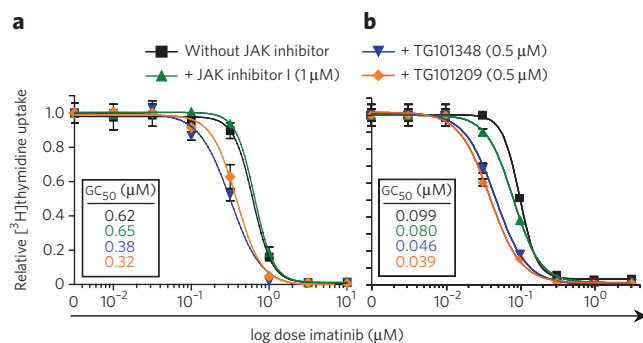 a
b
Without JAK inhibitor
+ JAK inhibitor I (1 μM)
+ TG101348 (0.5 μM)
+ TG101209 (0.5 μM)
Relative [³H]thymidine uptake
1.0
0.8
0.6
0.4
0.2
0
GC₅₀ (μM)
0.62
0.65
0.38
0.32
0 10⁻² 10⁻¹ 10⁰ 10¹
GC₅₀ (μM)
0.099
0.080
0.046
0.039
0 10⁻² 10⁻¹ 10⁰
log dose imatinib (μM)